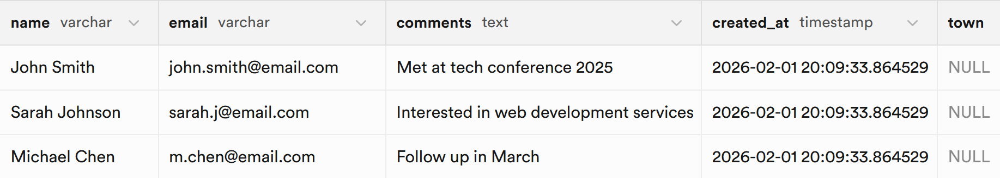 name varchar email varchar comments text created_at timestamp town
John Smith john.smith@email.com Met at tech conference 2025 2026-02-01 20:09:33.864529 NULL
Sarah Johnson sarah.j@email.com Interested in web development services 2026-02-01 20:09:33.864529 NULL
Michael Chen m.chen@email.com Follow up in March 2026-02-01 20:09:33.864529 NULL